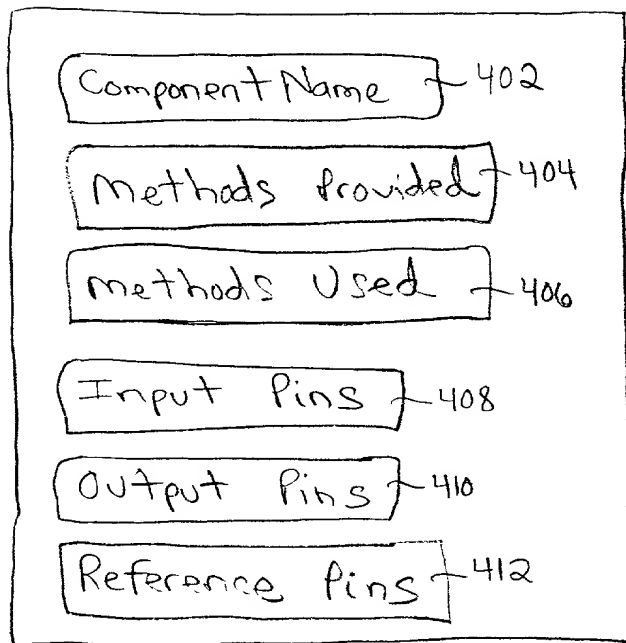 Component Name 402
Methods Provided 404
Methods Used 406
Input Pins 408
Output Pins 410
Reference Pins 412